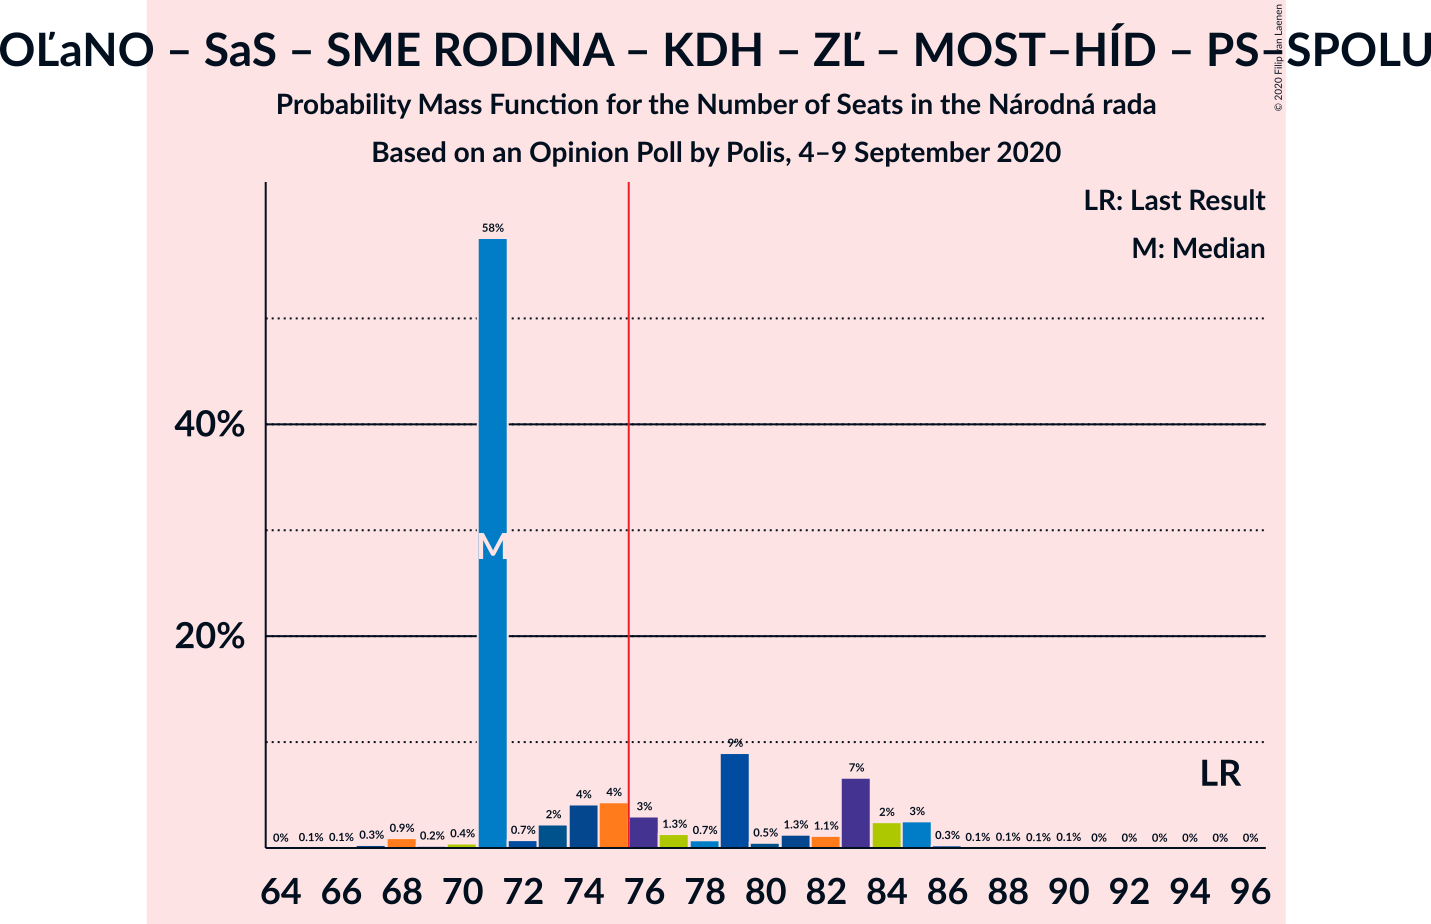 OĽaNO – SaS – SME RODINA – KDH – ZĽ – MOST–HÍD – PS–SPOLU
© 2020 Filip van Laenen
Probability Mass Function for the Number of Seats in the Národná rada
Based on an Opinion Poll by Polis, 4–9 September 2020
LR: Last Result
M: Median
58%
40%
M
20%
LR
0% 0.1% 0.1% 0.3% 0.9% 0.2% 0.4% 0.7% 2% 4% 4% 3% 1.3% 0.7% 9% 0.5% 1.3% 1.1% 7% 2% 3% 0.3% 0.1% 0.1% 0.1% 0.1% 0% 0% 0% 0% 0% 0%
64 66 68 70 72 74 76 78 80 82 84 86 88 90 92 94 96